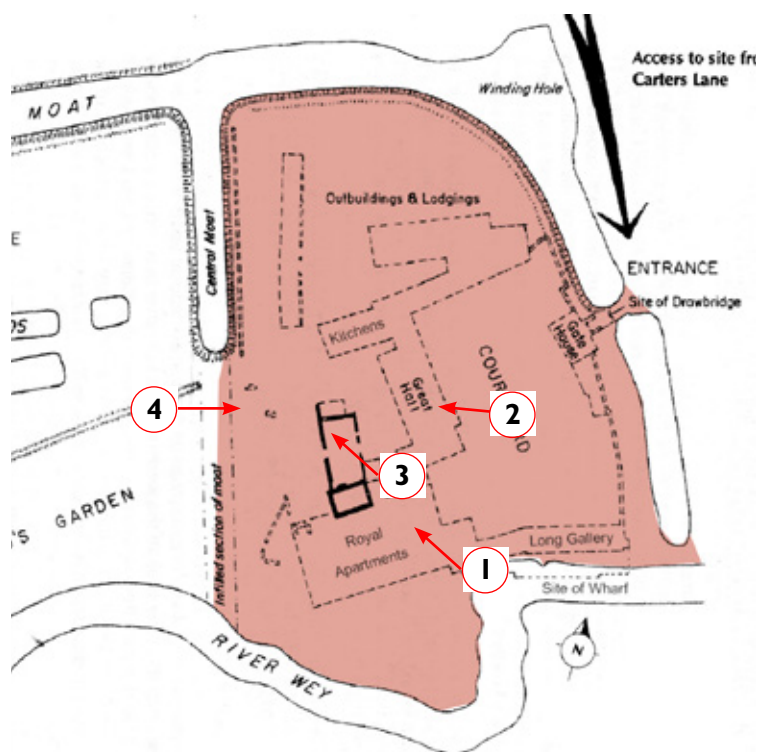 Access to site fr
Carters Lane
Winding Hole
MOAT
Outbuildings & Lodgings
E
Central Moat
ENTRANCE
Site of Drawbridge
Gate
House
Kitchens
Great
Hall
4
2
3
'S GARDEN
Infilled section of moat
Royal
Apartments
Long Gallery
1
Site of Wharf
RIVER WEY
N